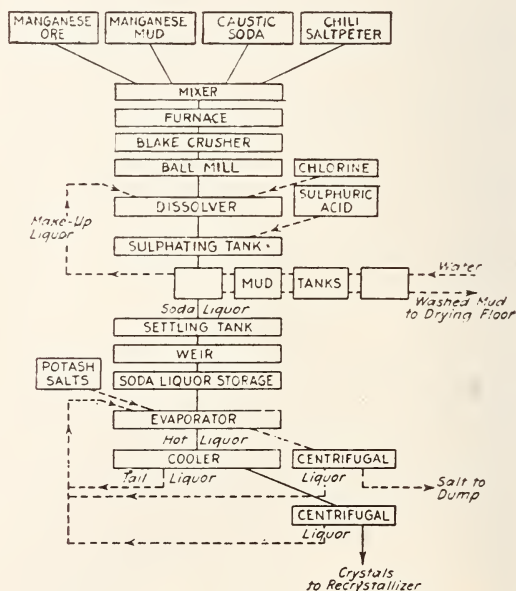 MANGANESE
ORE
MANGANESE
MUD
CAUSTIC
SODA
CHILI
SALTPETER
MIXER
FURNACE
BLAKE CRUSHER
BALL MILL
CHLORINE
DISSOLVER
SULPHURIC
ACID
Make-Up
Liquor
SULPHATING TANK
Water
MUD TANKS
Washed Mud
to Drying Floor
Soda Liquor
SETTLING TANK
WEIR
POTASH
SALTS
SODA LIQUOR STORAGE
EVAPORATOR
Hot Liquor
COOLER
CENTRIFUGAL
Tail Liquor
Liquor
Salt to
Dump
CENTRIFUGAL
Liquor
Crystals
to Recrystallizer